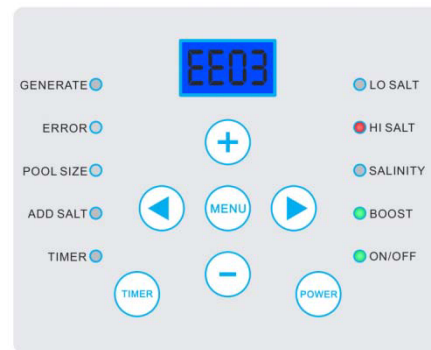 EE03
GENERATE
ERROR
POOL SIZE
ADD SALT
TIMER
LO SALT
HI SALT
SALINITY
BOOST
ON/OFF
+
MENU
−
TIMER
POWER